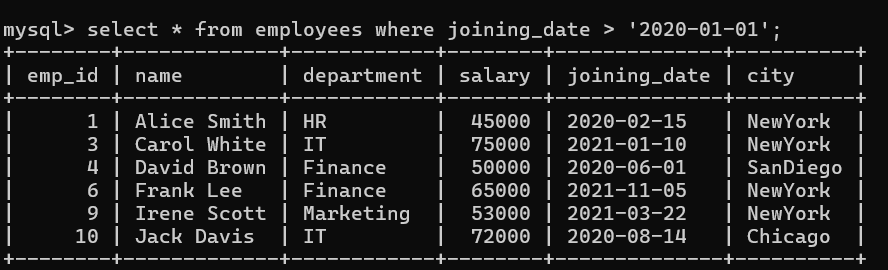 mysql> select * from employees where joining_date > '2020-01-01';
+--------+-------------+------------+--------+--------------+----------+
| emp_id | name        | department | salary | joining_date | city     |
+--------+-------------+------------+--------+--------------+----------+
|      1 | Alice Smith | HR         |  45000 | 2020-02-15   | NewYork  |
|      3 | Carol White | IT         |  75000 | 2021-01-10   | NewYork  |
|      4 | David Brown | Finance    |  50000 | 2020-06-01   | SanDiego |
|      6 | Frank Lee   | Finance    |  65000 | 2021-11-05   | NewYork  |
|      9 | Irene Scott | Marketing  |  53000 | 2021-03-22   | NewYork  |
|     10 | Jack Davis  | IT         |  72000 | 2020-08-14   | Chicago  |
+--------+-------------+------------+--------+--------------+----------+